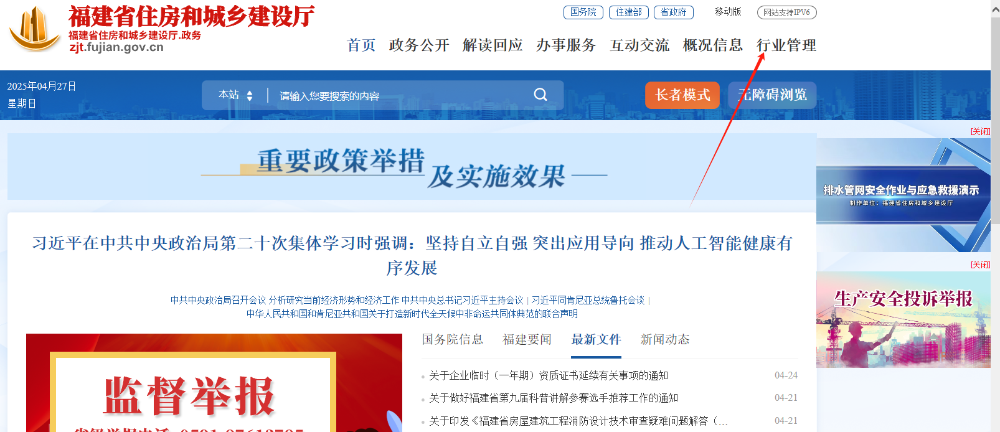 福建省住房和城乡建设厅
福建省住房和城乡建设厅.政务
zjt.fujian.gov.cn
国务院 住建部 省政府 移动版 网站支持IPV6
首页 政务公开 解读回应 办事服务 互动交流 概况信息 行业管理
2025年04月27日
星期日
本站 请输入您要搜索的内容
长者模式 无障碍浏览
[关闭]
重要政策举措
及实施效果
排水管网安全作业与应急救援演示
制作单位：福建省住房和城乡建设厅
习近平在中共中央政治局第二十次集体学习时强调：坚持自立自强 突出应用导向 推动人工智能健康有
序发展
[关闭]
生产安全投诉举报
中共中央政治局召开会议 分析研究当前经济形势和经济工作 中共中央总书记习近平主持会议 | 习近平同肯尼亚总统鲁托会谈 |
中华人民共和国和肯尼亚共和国关于打造新时代全天候中非命运共同体典范的联合声明
国务院信息 福建要闻 最新文件 新闻动态
关于企业临时（一年期）资质证书延续有关事项的通知 04-24
关于做好福建省第九届科普讲解参赛选手推荐工作的通知 04-21
关于印发《福建省房屋建筑工程消防设计技术审查疑难问题解答（... 04-21
监督举报